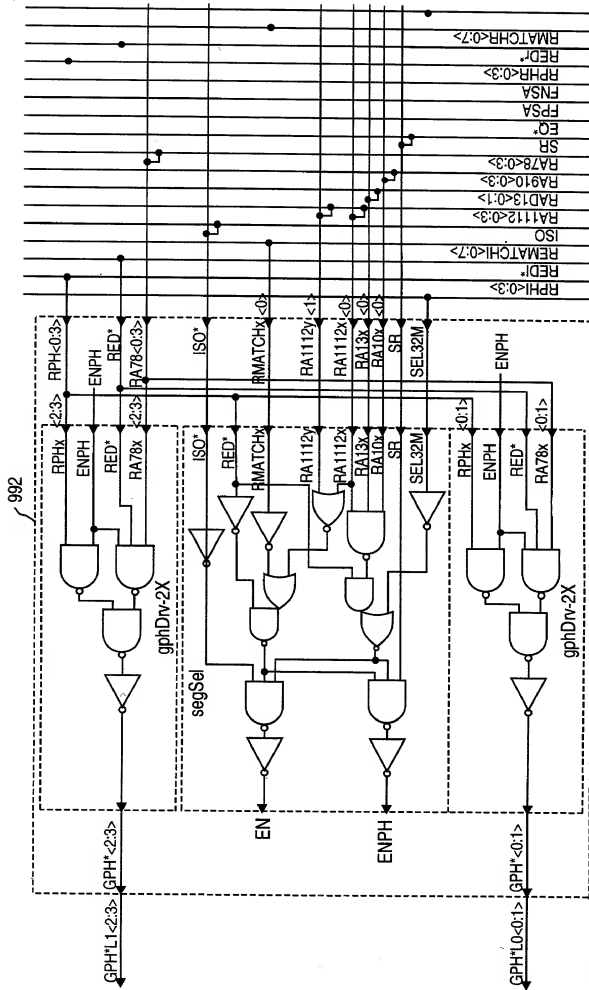 992
GPH*L1<2:3>
GPH*<2:3>
gphDrv-2X
RPHx
ENPH
RED*
RA78x
<2:3>
<2:3>
RPH<0:3>
ENPH
RED*
RA78<0:3>
segSel
EN
ENPH
ISO*
RED*
RMATCHx
RA1112y
RA1112x
RA13x
RA10x
SR
SEL32M
ISO*
RMATCHx <0>
RA1112y <1>
RA1112x <0>
RA13x <0>
RA10x <0>
SR
SEL32M
GPH*L0<0:1>
GPH*<0:1>
gphDrv-2X
RPHx
ENPH
RED*
RA78x
<0:1>
<0:1>
ENPH
RMATCHR<0:7>
REDr*
RPHR<0:3>
FNSA
FPSA
EQ*
SR
RA78<0:3>
RA910<0:3>
RAD13<0:1>
RA1112<0:3>
ISO
REMATCHI<0:7>
REDl*
RPHI<0:3>